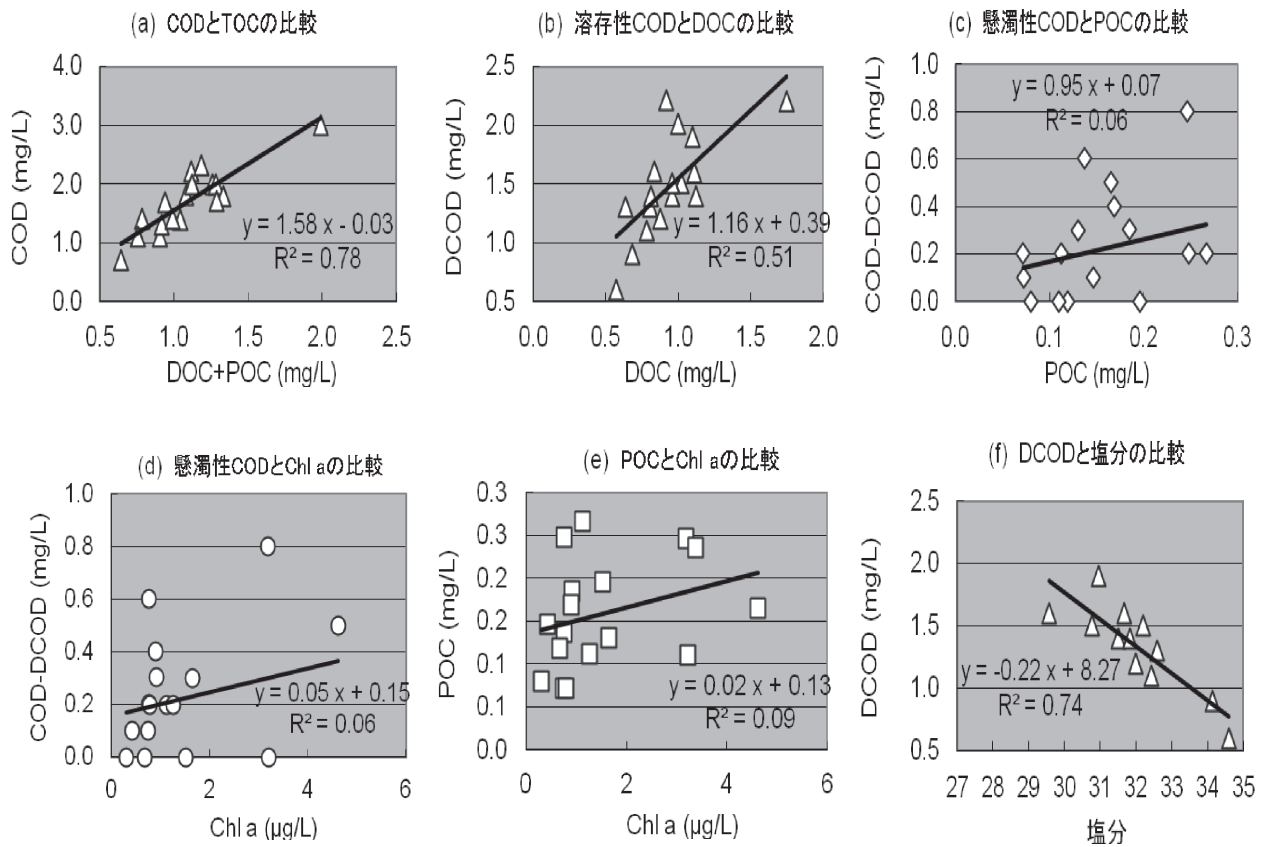 (a) CODとTOCの比較
COD (mg/L)
4.0
3.0
2.0
1.0
0.0
y = 1.58 x - 0.03
R² = 0.78
0.5 1.0 1.5 2.0 2.5
DOC+POC (mg/L)
(b) 溶存性CODとDOCの比較
DCOD (mg/L)
2.5
2.0
1.5
1.0
0.5
y = 1.16 x + 0.39
R² = 0.51
0.0 0.5 1.0 1.5 2.0
DOC (mg/L)
(c) 懸濁性CODとPOCの比較
COD-DCOD (mg/L)
1.0
0.8
0.6
0.4
0.2
0.0
y = 0.95 x + 0.07
R² = 0.06
0.0 0.1 0.2 0.3
POC (mg/L)
(d) 懸濁性CODとChl aの比較
COD-DCOD (mg/L)
1.0
0.8
0.6
0.4
0.2
0.0
y = 0.05 x + 0.15
R² = 0.06
0 2 4 6
Chl a (µg/L)
(e) POCとChl aの比較
POC (mg/L)
0.3
0.3
0.2
0.2
0.1
0.1
0.0
y = 0.02 x + 0.13
R² = 0.09
0 2 4 6
Chl a (µg/L)
(f) DCODと塩分の比較
DCOD (mg/L)
2.5
2.0
1.5
1.0
0.5
y = -0.22 x + 8.27
R² = 0.74
27 28 29 30 31 32 33 34 35
塩分